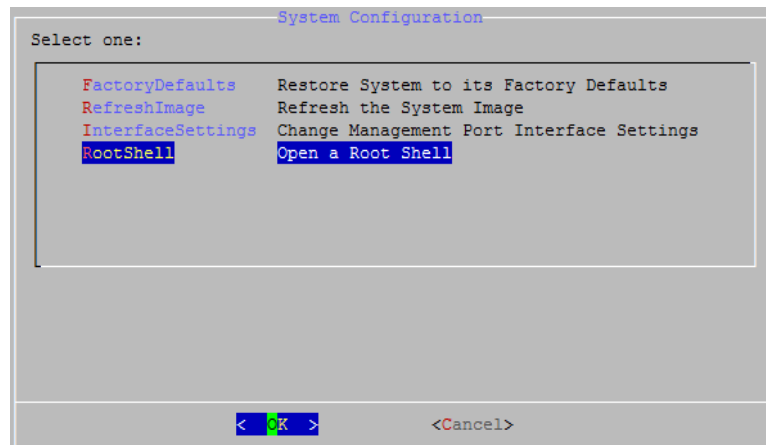 System Configuration
Select one:
FactoryDefaults Restore System to its Factory Defaults
RefreshImage Refresh the System Image
InterfaceSettings Change Management Port Interface Settings
RootShell Open a Root Shell
< OK > <Cancel>